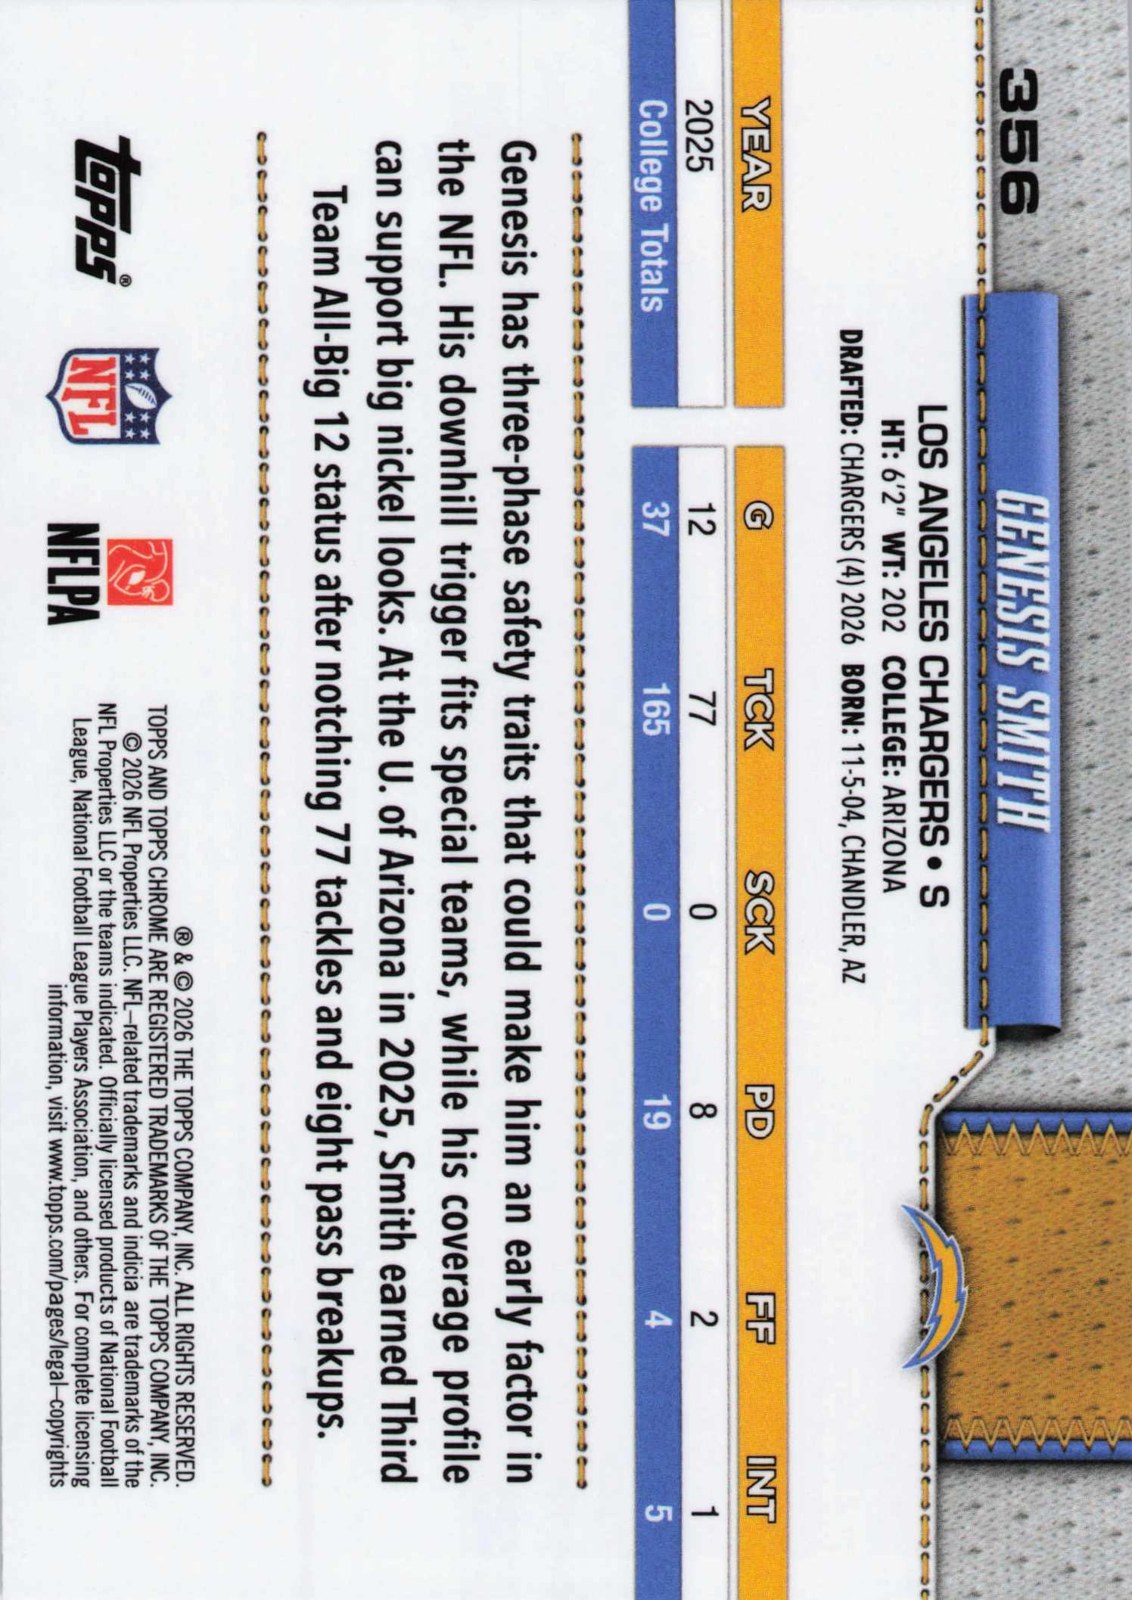 356
GENESIS SMITH
LOS ANGELES CHARGERS • S
HT: 6'2" WT: 202 COLLEGE: ARIZONA
DRAFTED: CHARGERS (4) 2026 BORN: 11-5-04, CHANDLER, AZ
YEAR G TCK SCK PD FF INT
2025 12 77 0 8 2 1
College Totals 37 165 0 19 4 5
Genesis has three-phase safety traits that could make him an early factor in
the NFL. His downhill trigger fits special teams, while his coverage profile
can support big nickel looks. At the U. of Arizona in 2025, Smith earned Third
Team All-Big 12 status after notching 77 tackles and eight pass breakups.
topps®
NFL
NFLPA
® & © 2026 THE TOPPS COMPANY, INC. ALL RIGHTS RESERVED.
TOPPS AND TOPPS CHROME ARE REGISTERED TRADEMARKS OF THE TOPPS COMPANY, INC.
© 2026 NFL Properties LLC. NFL-related trademarks and indicia are trademarks of the
NFL Properties LLC or the teams indicated. Officially licensed products of National Football
League, National Football League Players Association, and others. For complete licensing
information, visit www.topps.com/pages/legal-copyrights